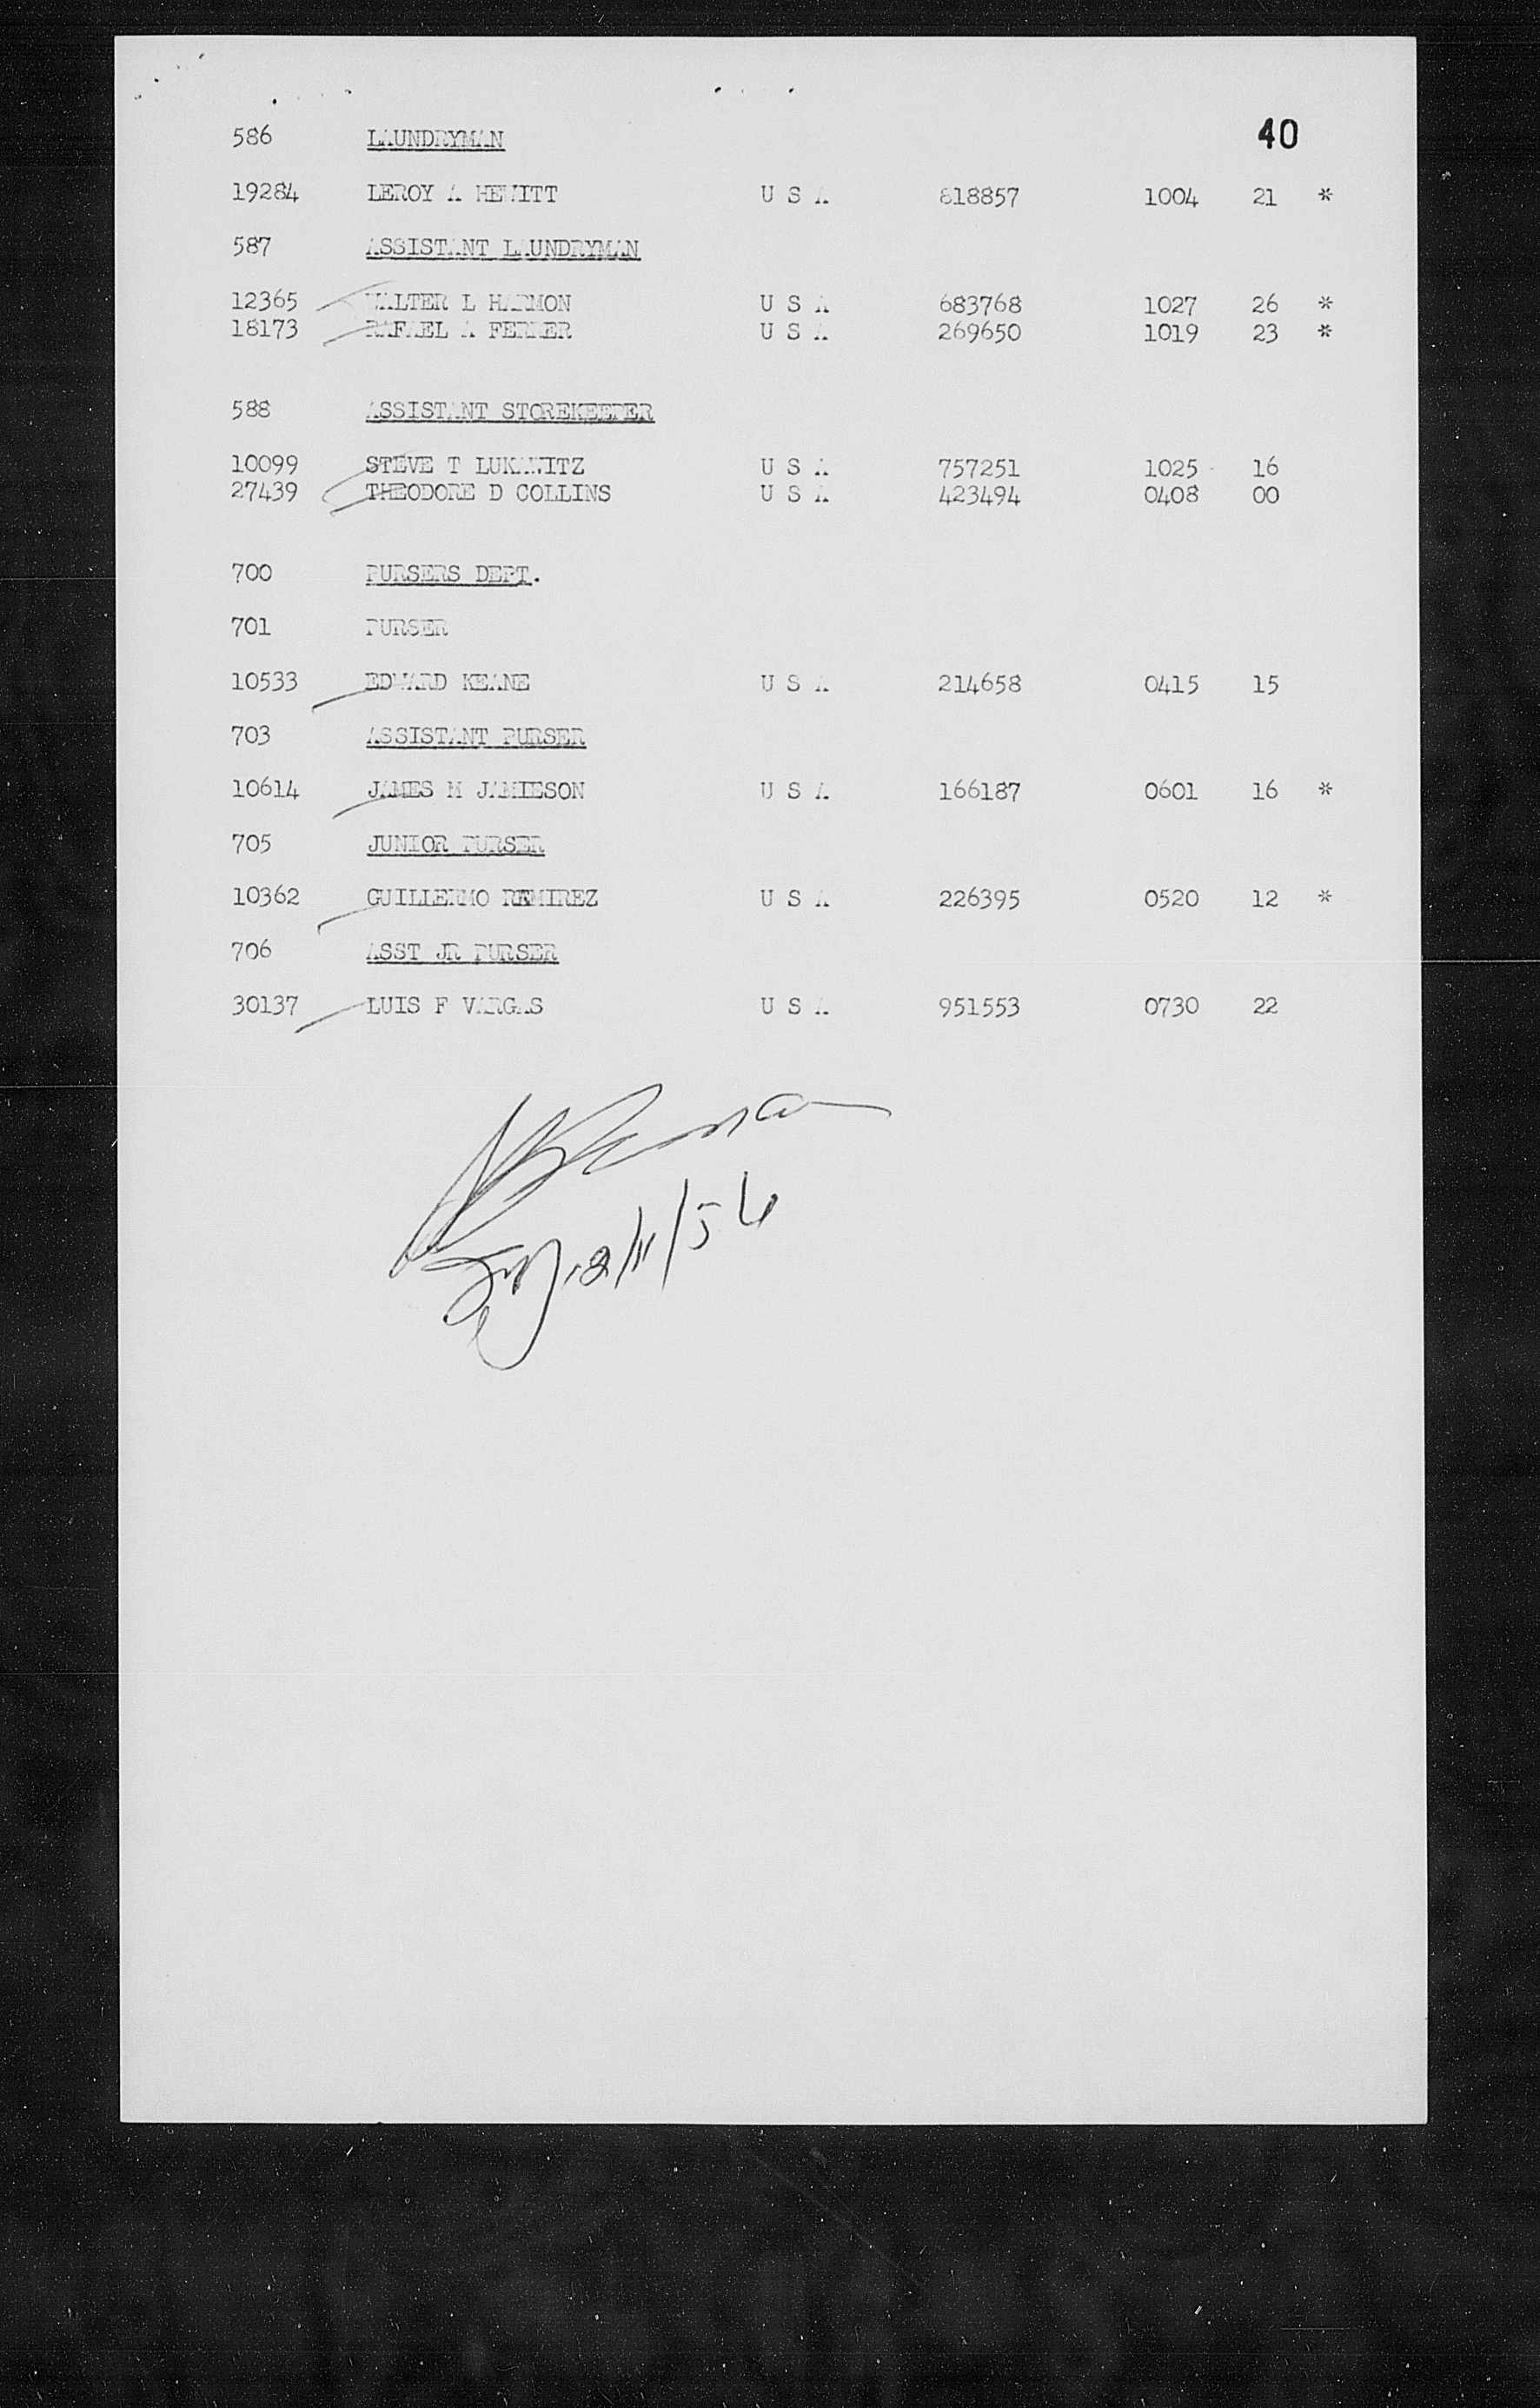 40
586 LAUNDRYMAN
19284 LEROY A HEWITT U S A 818857 1004 21 *
587 ASSISTANT LAUNDRYMAN
12365 WALTER L HARMON U S A 683768 1027 26 *
18173 RAFAEL A FERRER U S A 269650 1019 23 *
588 ASSISTANT STOREKEEPER
10099 STEVE T LUKAWITZ U S A 757251 1025 16
27439 THEODORE D COLLINS U S A 423494 0408 00
700 PURSERS DEPT.
701 PURSER
10533 EDWARD KEANE U S A 214658 0415 15
703 ASSISTANT PURSER
10614 JAMES M JAMIESON U S A 166187 0601 16 *
705 JUNIOR PURSER
10362 GUILLERMO REMIREZ U S A 226395 0520 12 *
706 ASST JR PURSER
30137 LUIS F VARGAS U S A 951553 0730 22
/11/56